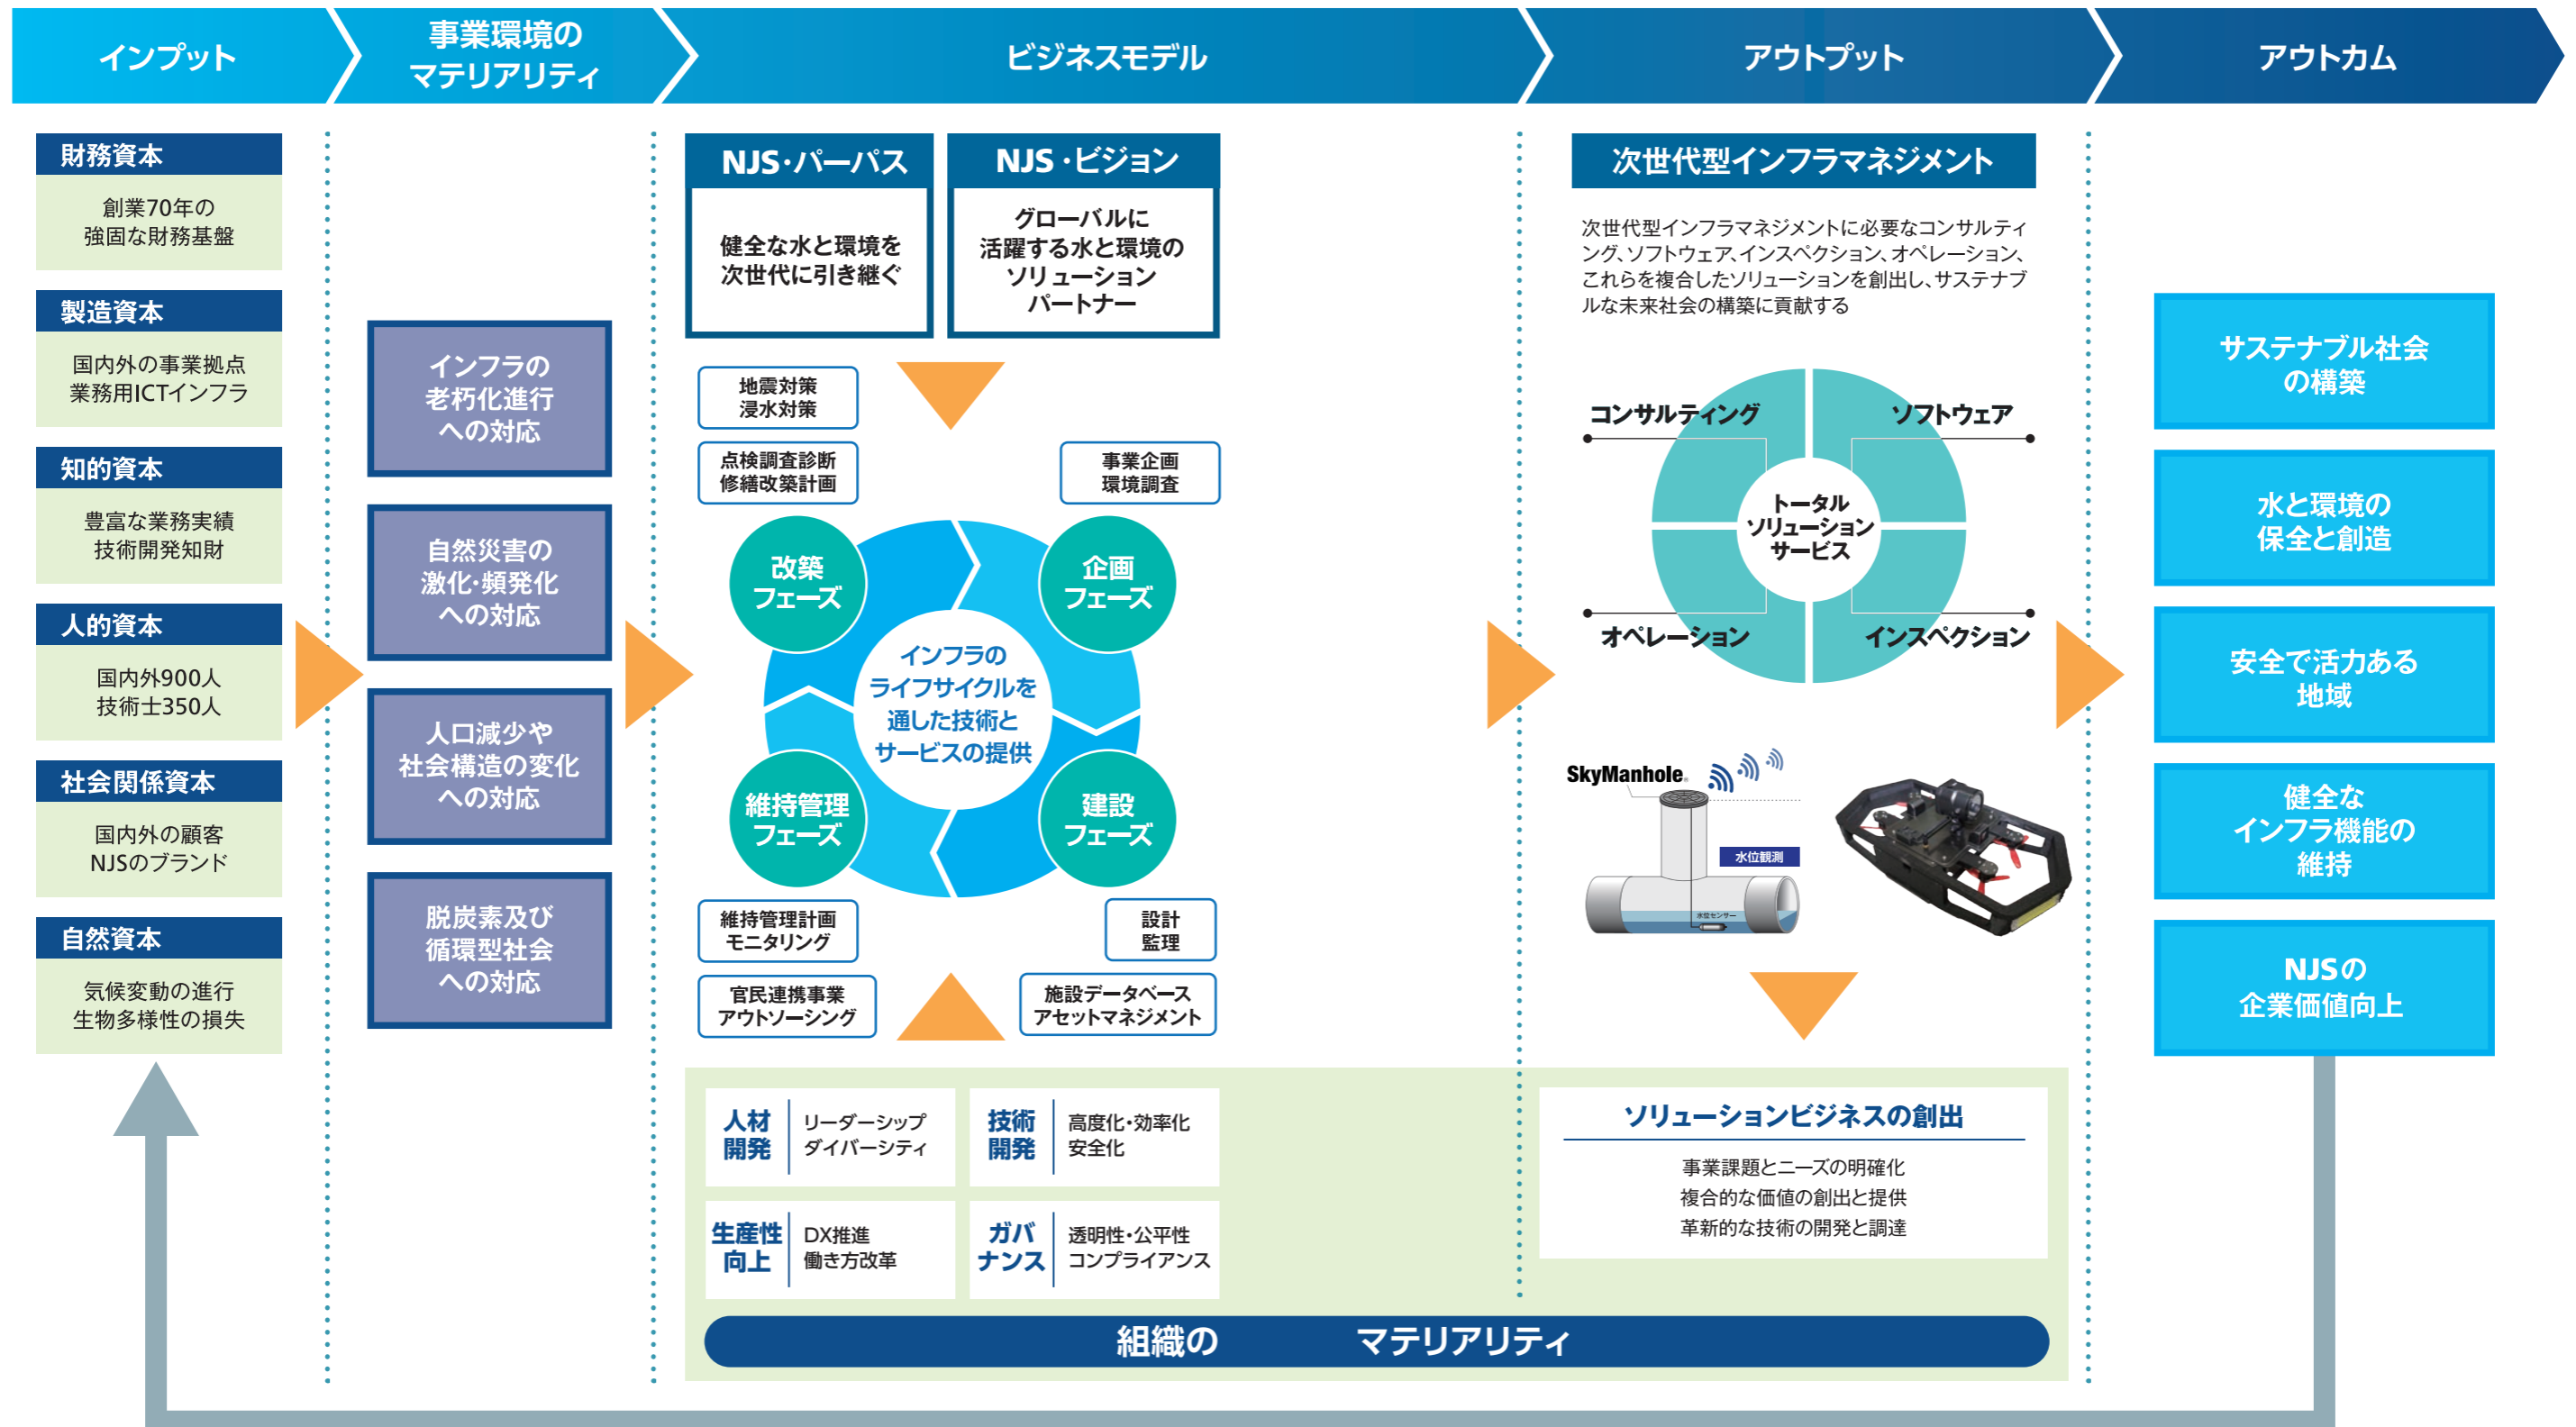 インプット
事業環境の
マテリアリティ
ビジネスモデル
アウトプット
アウトカム
財務資本
創業70年の
強固な財務基盤
製造資本
国内外の事業拠点
業務用ICTインフラ
知的資本
豊富な業務実績
技術開発知財
人的資本
国内外900人
技術士350人
社会関係資本
国内外の顧客
NJSのブランド
自然資本
気候変動の進行
生物多様性の損失
インフラの
老朽化進行
への対応
自然災害の
激化・頻発化
への対応
人口減少や
社会構造の変化
への対応
脱炭素及び
循環型社会
への対応
NJS・パーパス
健全な水と環境を
次世代に引き継ぐ
NJS・ビジョン
グローバルに
活躍する水と環境の
ソリューション
パートナー
地震対策
浸水対策
点検調査診断
修繕改築計画
事業企画
環境調査
改築
フェーズ
企画
フェーズ
インフラの
ライフサイクルを
通した技術と
サービスの提供
維持管理
フェーズ
建設
フェーズ
維持管理計画
モニタリング
設計
監理
官民連携事業
アウトソーシング
施設データベース
アセットマネジメント
人材
開発
リーダーシップ
ダイバーシティ
技術
開発
高度化・効率化
安全化
生産性
向上
DX推進
働き方改革
ガバ
ナンス
透明性・公平性
コンプライアンス
次世代型インフラマネジメント
次世代型インフラマネジメントに必要なコンサルティ
ング、ソフトウェア、インスペクション、オペレーション、
これらを複合したソリューションを創出し、サステナブ
ルな未来社会の構築に貢献する
コンサルティング
ソフトウェア
トータル
ソリューション
サービス
オペレーション
インスペクション
SkyManhole®
水位観測
水位センサー
ソリューションビジネスの創出
事業課題とニーズの明確化
複合的な価値の創出と提供
革新的な技術の開発と調達
組織の マテリアリティ
サステナブル社会
の構築
水と環境の
保全と創造
安全で活力ある
地域
健全な
インフラ機能の
維持
NJSの
企業価値向上